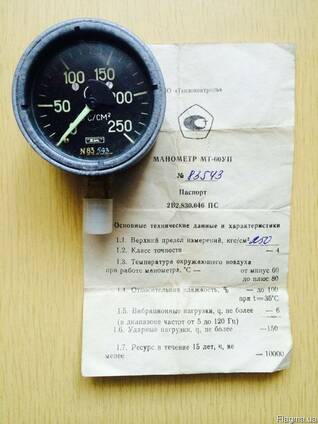 100
150
50
200
КГС/СМ²
0
250
N 83543
"Теплоконтроль"
МАНОМЕТР МТ-60УП
№ 83543
Паспорт
2В2.830.046 ПС
Основные технические данные и характеристики
1.1. Верхний предел измерений, кгс/см² 250
1.2. Класс точности — 4
1.3. Температура окружающего воздуха
при работе манометра, °С — от минус 60
до плюс 80
1.4. Относительная влажность, % — до 100
при t=35°С
1.5. Вибрационные нагрузки, g, не более — 6
(в диапазоне частот от 5 до 120 Гц)
1.6. Ударные нагрузки, g, не более —150
1.7. Ресурс в течение 15 лет, ч, не
менее — 10000
Flagma.ua